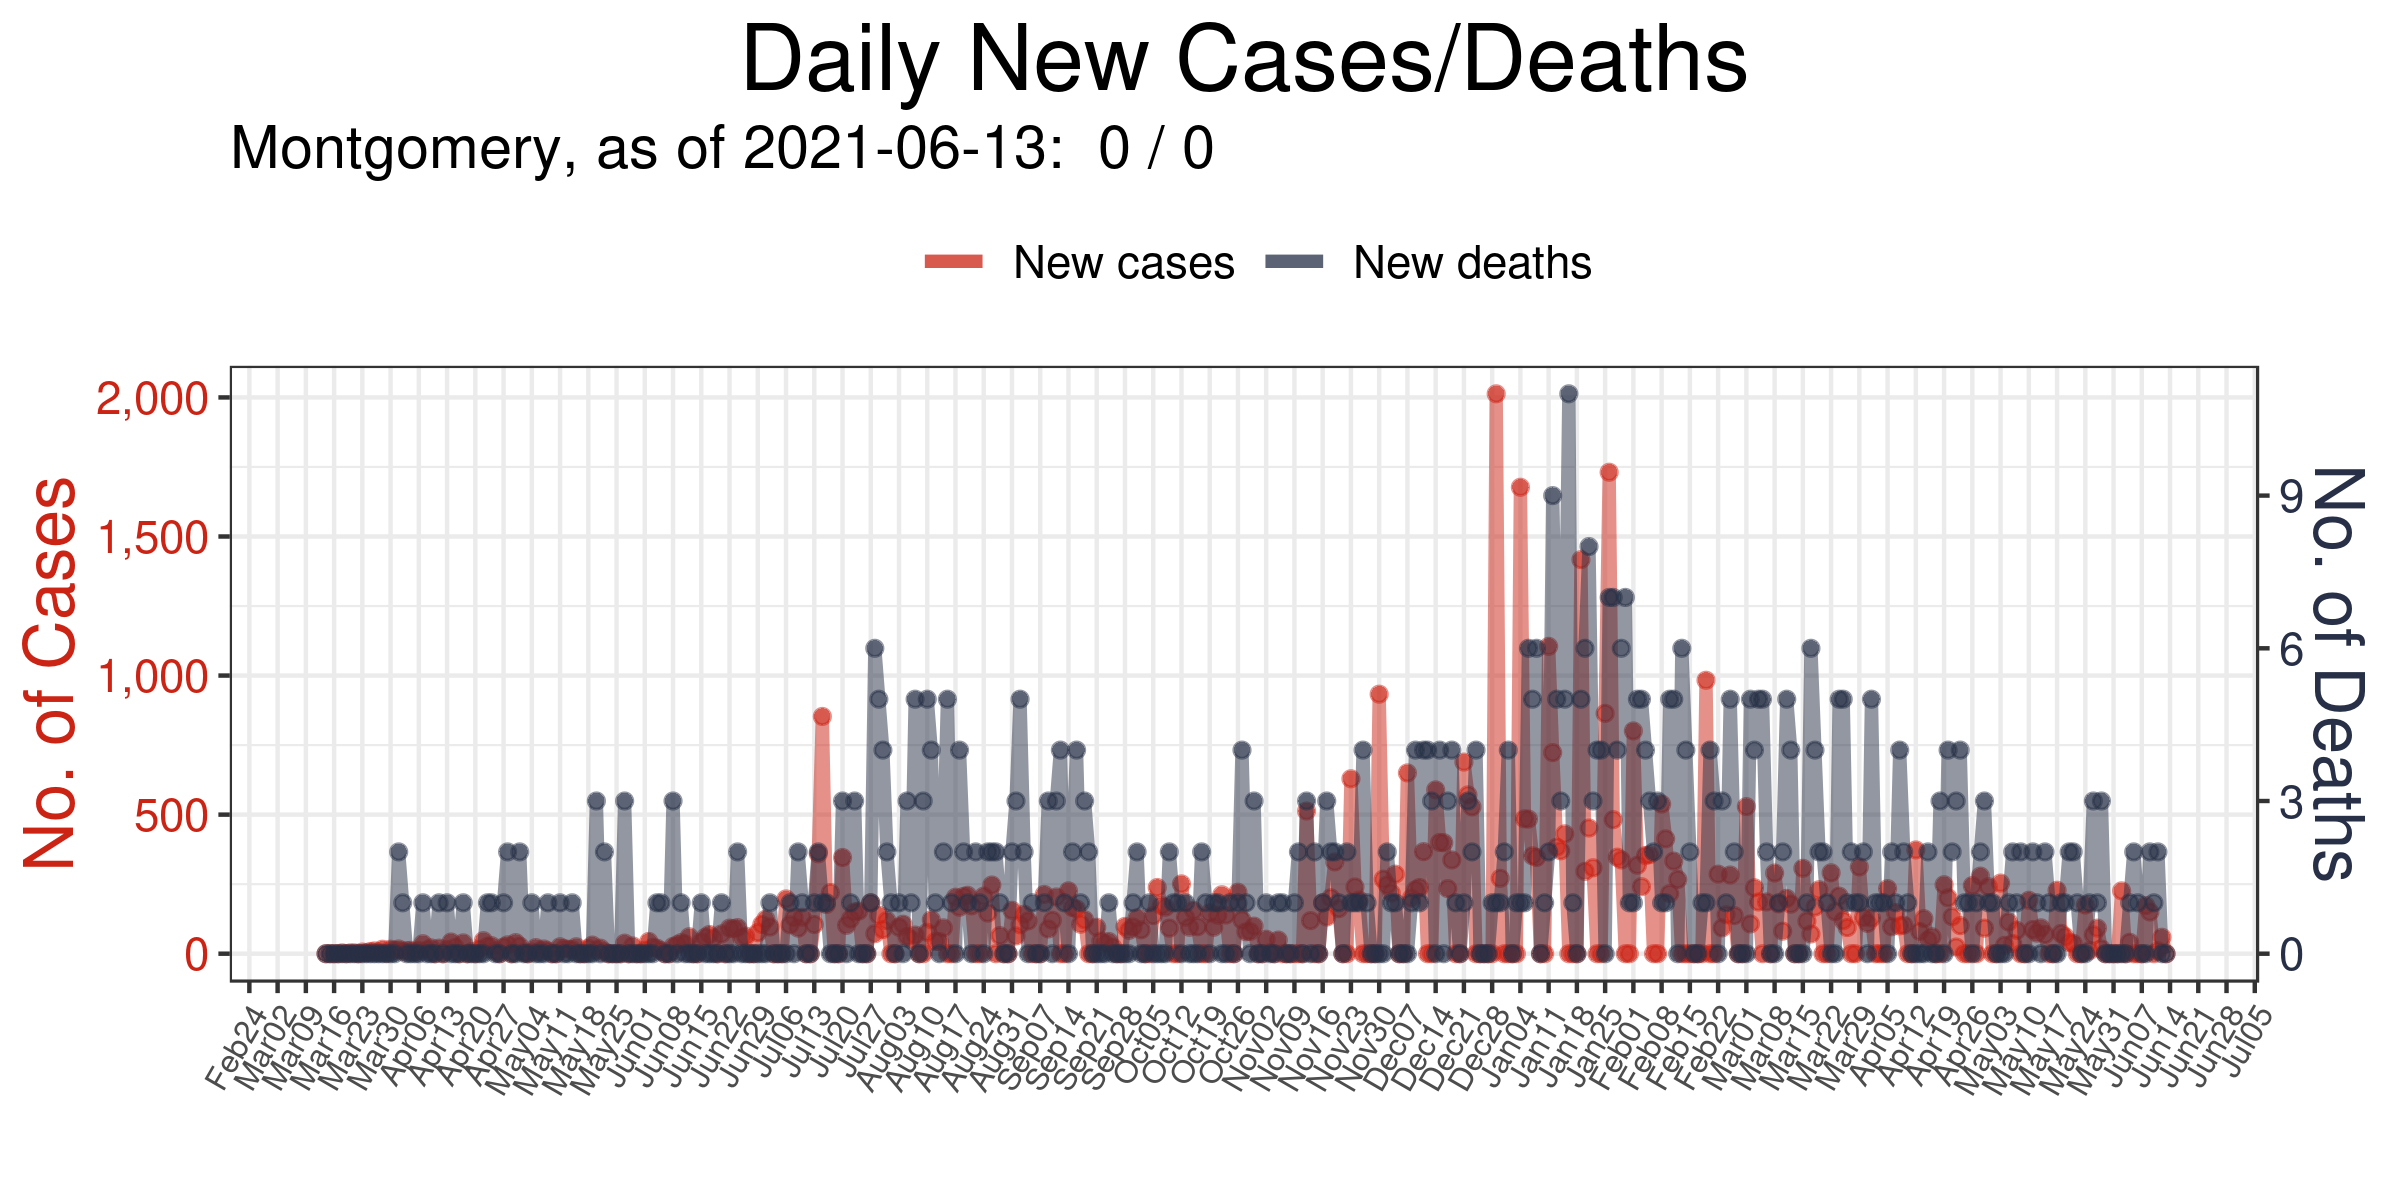 Daily New Cases/Deaths
Montgomery, as of 2021-06-13: 0 / 0
New cases
New deaths
No. of Cases
2,000
1,500
1,000
500
0
No. of Deaths
9
6
3
0
Feb24
Mar02
Mar09
Mar16
Mar23
Mar30
Apr06
Apr13
Apr20
Apr27
May04
May11
May18
May25
Jun01
Jun08
Jun15
Jun22
Jun29
Jul06
Jul13
Jul20
Jul27
Aug03
Aug10
Aug17
Aug24
Aug31
Sep07
Sep14
Sep21
Sep28
Oct05
Oct12
Oct19
Oct26
Nov02
Nov09
Nov16
Nov23
Nov30
Dec07
Dec14
Dec21
Dec28
Jan04
Jan11
Jan18
Jan25
Feb01
Feb08
Feb15
Feb22
Mar01
Mar08
Mar15
Mar22
Mar29
Apr05
Apr12
Apr19
Apr26
May03
May10
May17
May24
May31
Jun07
Jun14
Jun21
Jun28
Jul05